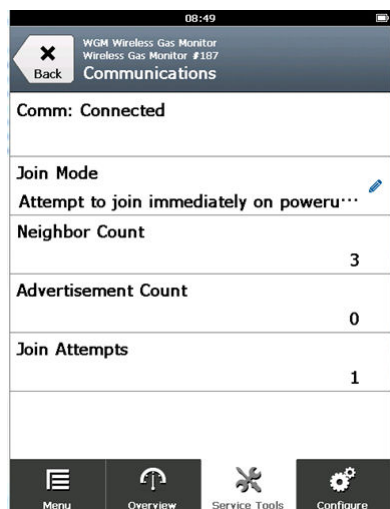 08:49
WGM Wireless Gas Monitor
Wireless Gas Monitor #187
Back
Communications
Comm: Connected
Join Mode
Attempt to join immediately on poweru···
Neighbor Count
3
Advertisement Count
0
Join Attempts
1
Menu
Overview
Service Tools
Configure